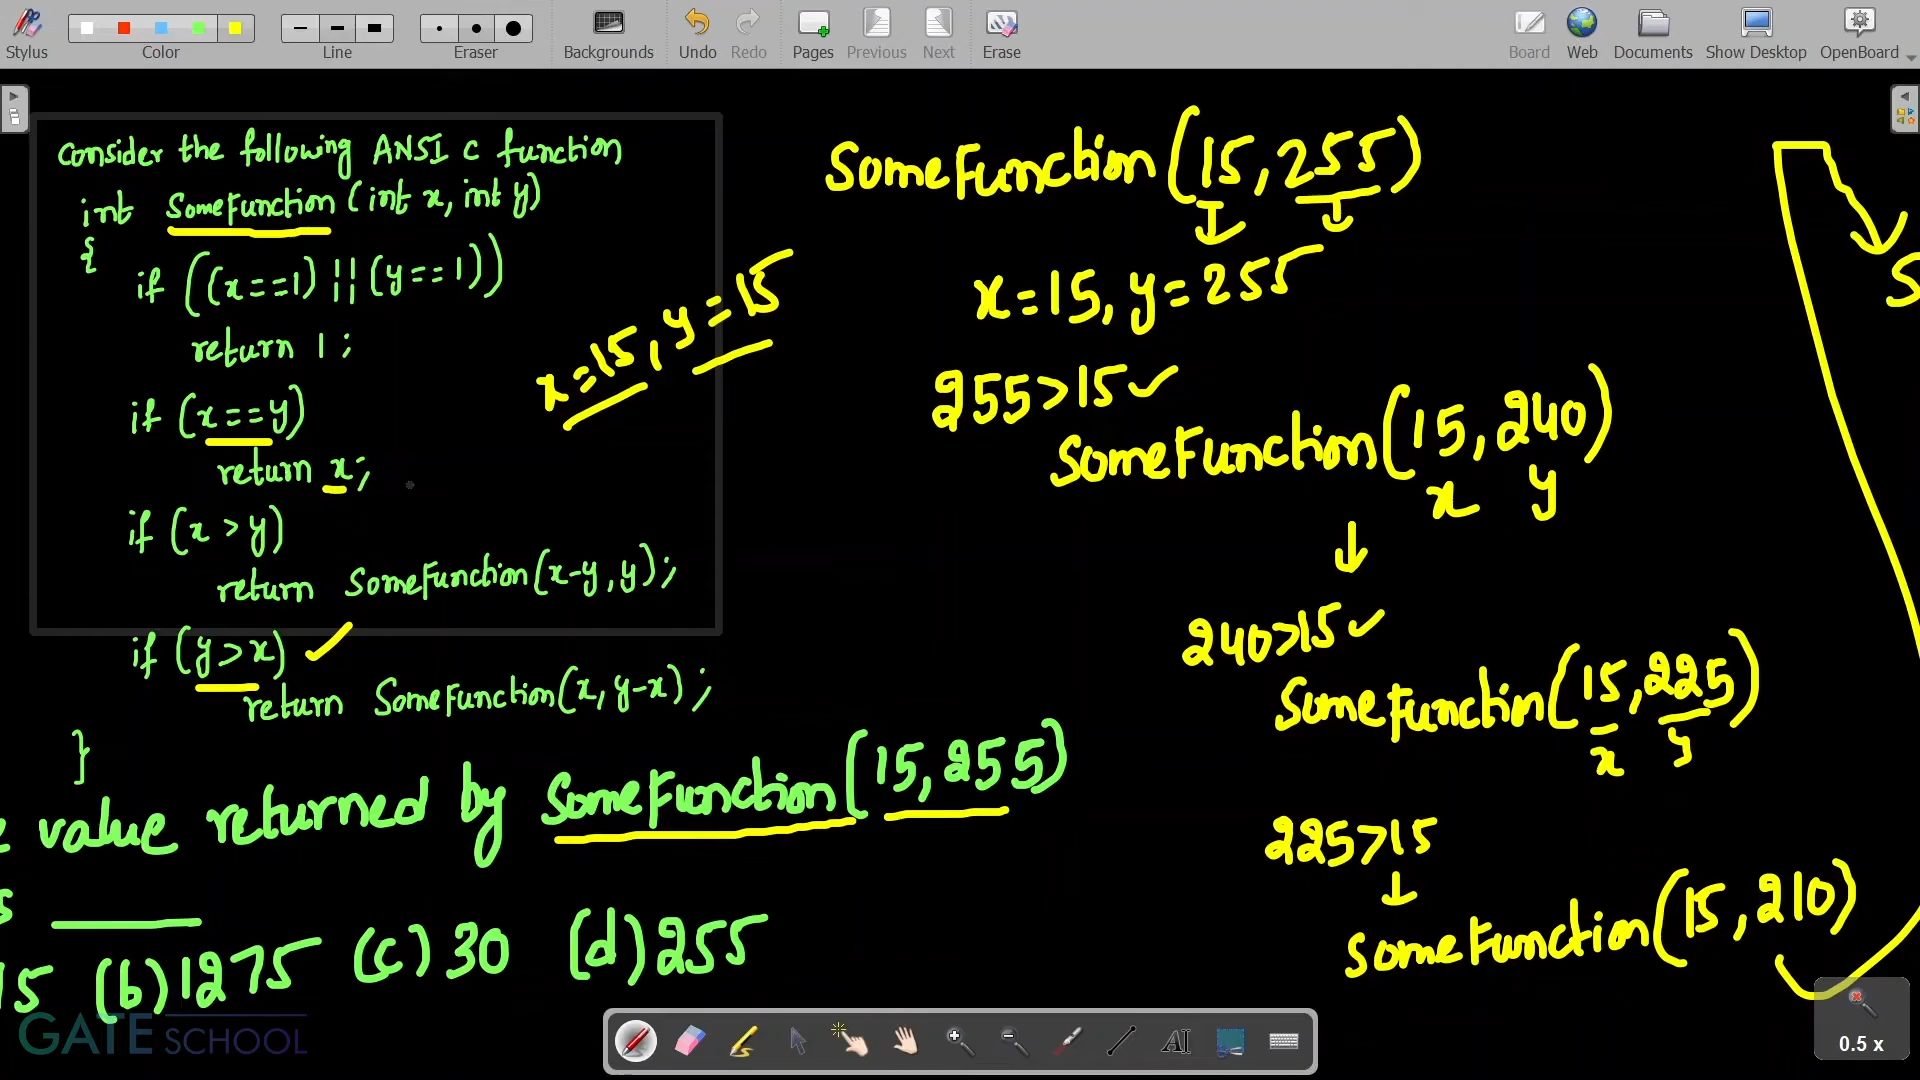 Stylus
Color
Line
Eraser
Backgrounds
Undo
Redo
Pages
Previous
Next
Erase
Board
Web
Documents
Show Desktop
OpenBoard
Consider the following ANSI C function
int SomeFunction (int x, int y)
{
if ((x==1) || (y==1))
return 1;
if (x==y)
return x;
if (x > y)
return SomeFunction(x-y, y);
if (y > x) ✓
return SomeFunction(x, y-x);
}
value returned by SomeFunction(15, 255)
15 (b) 1275 (c) 30 (d) 255
x=15, y=15
SomeFunction(15, 255)
x=15, y=255
255>15 ✓
SomeFunction(15, 240)
x y
240>15 ✓
SomeFunction(15, 225)
x y
225>15
SomeFunction(15, 210)
S
GATE SCHOOL
AI
0.5 x